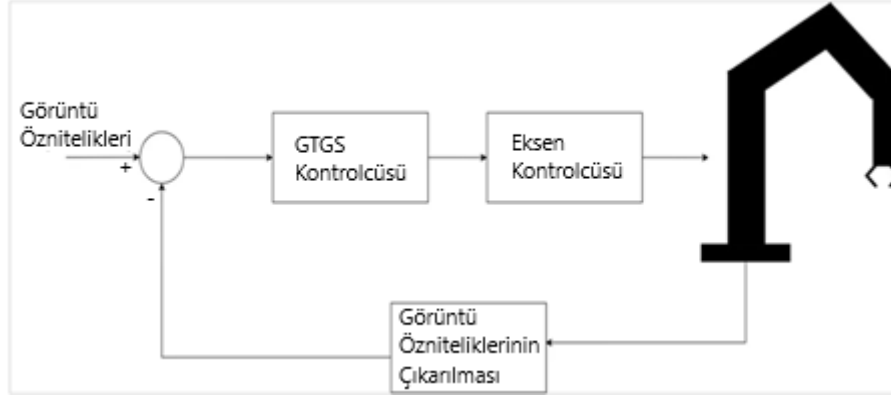 Görüntü
Öznitelikleri
+
-
GTGS
Kontrolcüsü
Eksen
Kontrolcüsü
Görüntü
Özniteliklerinin
Çıkarılması